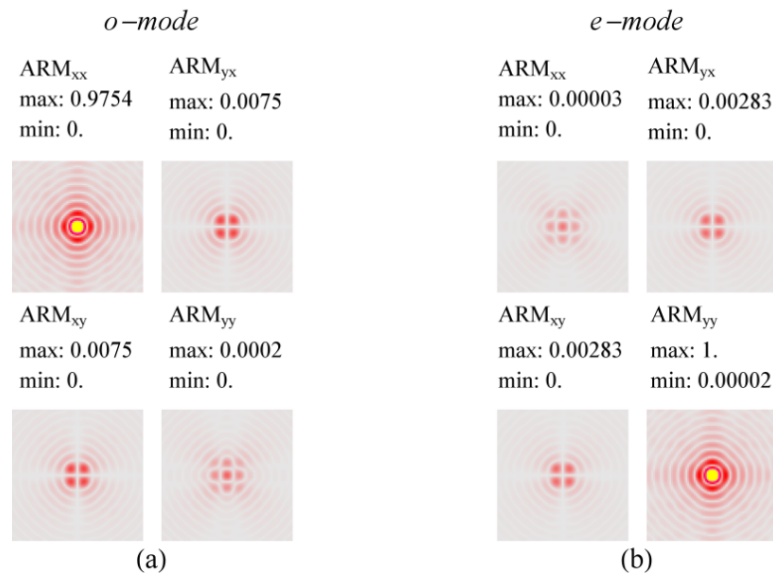 o-mode
ARMxx
max: 0.9754
min: 0.
ARMyx
max: 0.0075
min: 0.
ARMxy
max: 0.0075
min: 0.
ARMyy
max: 0.0002
min: 0.
(a)
e-mode
ARMxx
max: 0.00003
min: 0.
ARMyx
max: 0.00283
min: 0.
ARMxy
max: 0.00283
min: 0.
ARMyy
max: 1.
min: 0.00002
(b)